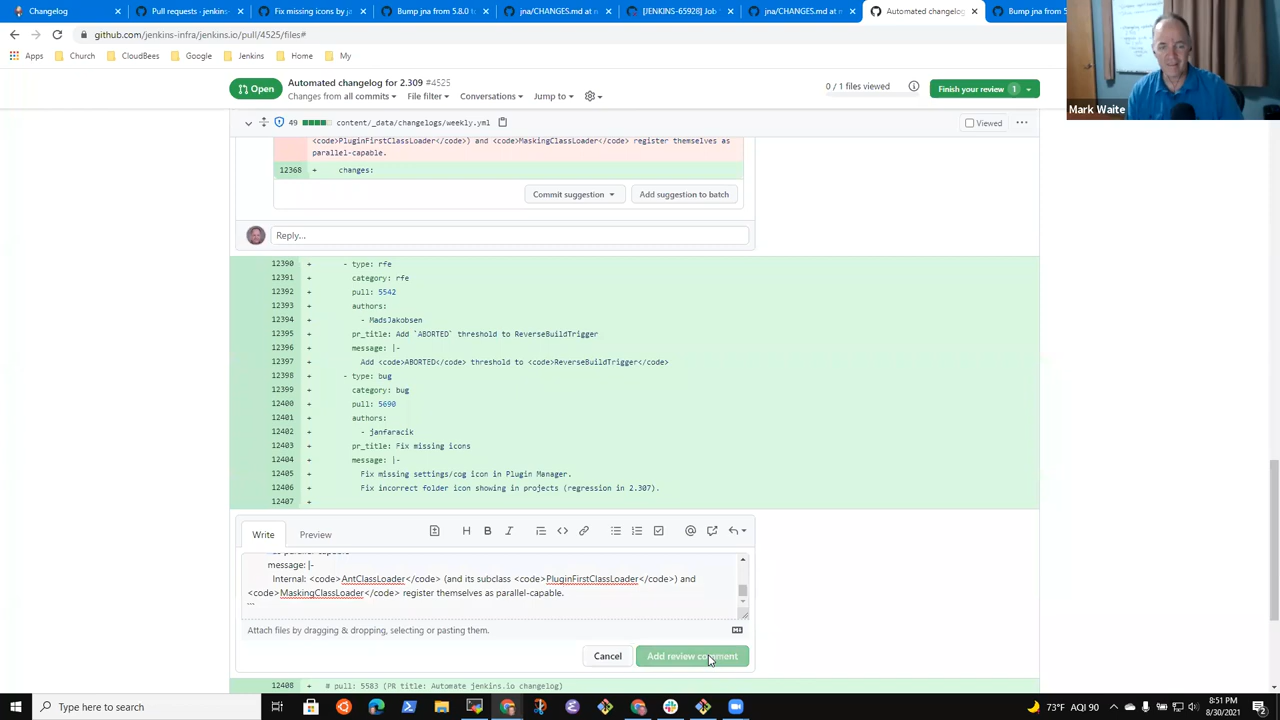 Changelog
Pull requests · jenkins-
Fix missing icons by ja
Bump jna from 5.8.0 t
jna/CHANGES.md at m
[JENKINS-65928] Job
jna/CHANGES.md at m
Automated changelog
Bump jna from 5
github.com/jenkins-infra/jenkins.io/pull/4525/files#
Apps
Church
CloudBees
Google
Jenkins
Home
My
Mark Waite
Open
Automated changelog for 2.309 #4525
Changes from all commits
File filter
Conversations
Jump to
0 / 1 files viewed
Finish your review 1
49
content/_data/changelogs/weekly.yml
Viewed
<code>PluginFirstClassLoader</code>) and <code>MaskingClassLoader</code> register themselves as
parallel-capable.
12368 + changes:
Commit suggestion
Add suggestion to batch
Reply...
12390 + - type: rfe
12391 + category: rfe
12392 + pull: 5542
12393 + authors:
12394 + - MadsJakobsen
12395 + pr_title: Add `ABORTED` threshold to ReverseBuildTrigger
12396 + message: |-
12397 + Add <code>ABORTED</code> threshold to <code>ReverseBuildTrigger</code>
12398 + - type: bug
12399 + category: bug
12400 + pull: 5690
12401 + authors:
12402 + - janfaracik
12403 + pr_title: Fix missing icons
12404 + message: |-
12405 + Fix missing settings/cog icon in Plugin Manager.
12406 + Fix incorrect folder icon showing in projects (regression in 2.307).
12407 +
Write
Preview
message: |-
Internal: <code>AntClassLoader</code> (and its subclass <code>PluginFirstClassLoader</code>) and
<code>MaskingClassLoader</code> register themselves as parallel-capable.
```
Attach files by dragging & dropping, selecting or pasting them.
Cancel
Add review comment
12408 + # pull: 5583 (PR title: Automate jenkins.io changelog)
Type here to search
73°F AQI 90
8:51 PM
8/30/2021
2